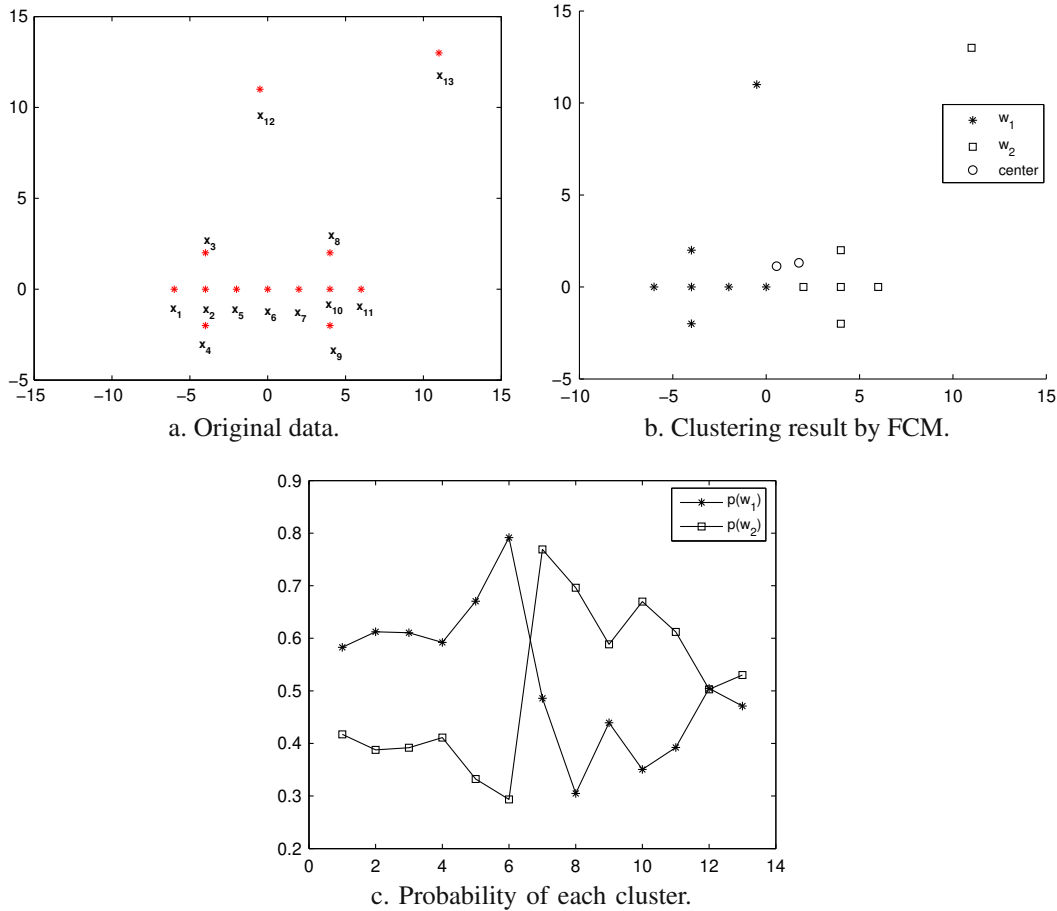 15
10
5
0
−5
−15
−10
−5
0
5
10
15
x13
x12
x3
x8
x1
x2
x5
x6
x7
x10
x11
x4
x9
a. Original data.
15
10
5
0
−5
−10
−5
0
5
10
15
w1
w2
center
b. Clustering result by FCM.
0.9
0.8
0.7
0.6
0.5
0.4
0.3
0.2
0
2
4
6
8
10
12
14
p(w1)
p(w2)
c. Probability of each cluster.